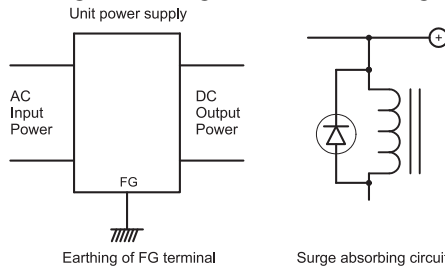 Unit power supply
AC
Input
Power
DC
Output
Power
FG
Earthing of FG terminal
+
Surge absorbing circuit